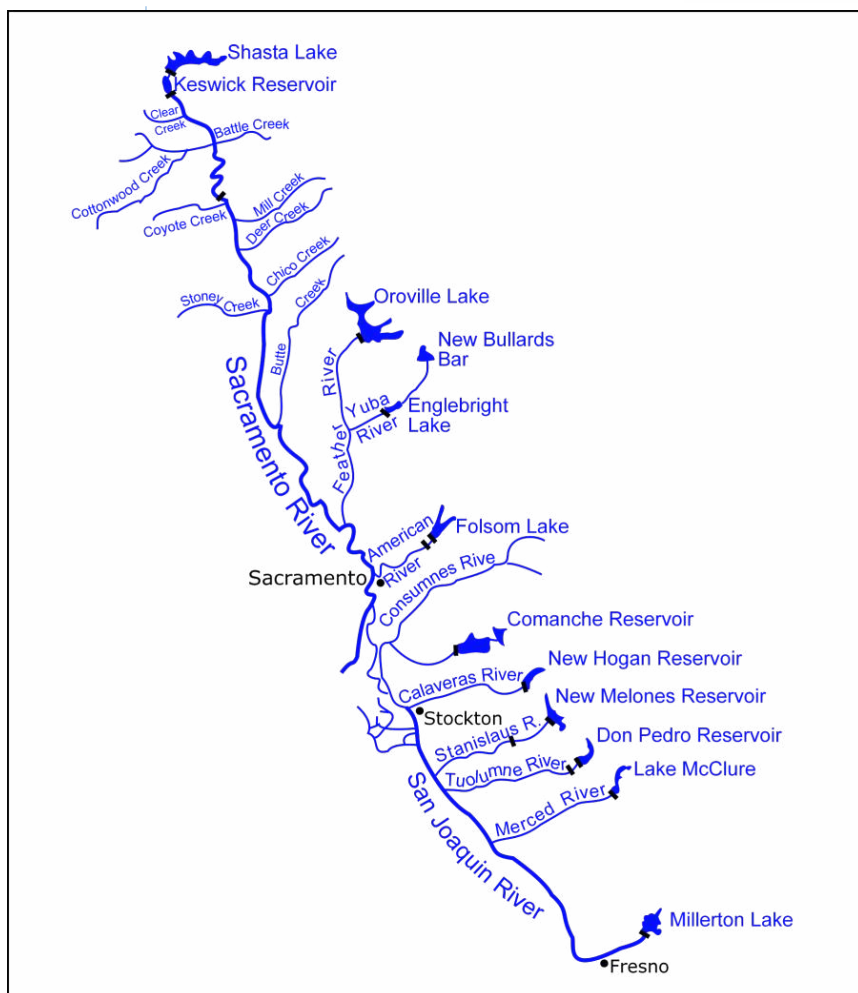 Shasta Lake
Keswick Reservoir
Clear
Creek
Battle Creek
Cottonwood Creek
Coyote Creek
Mill Creek
Deer Creek
Chico Creek
Stoney
Creek
Butte
Creek
Oroville Lake
New Bullards
Bar
Englebright
Lake
Yuba
River
Feather
River
Sacramento River
American
River
Folsom Lake
Sacramento
Consumnes Rive
Comanche Reservoir
New Hogan Reservoir
Calaveras River
New Melones Reservoir
Stockton
Stanislaus R.
Don Pedro Reservoir
Tuolumne River
Lake McClure
Merced River
San Joaquin River
Millerton Lake
Fresno